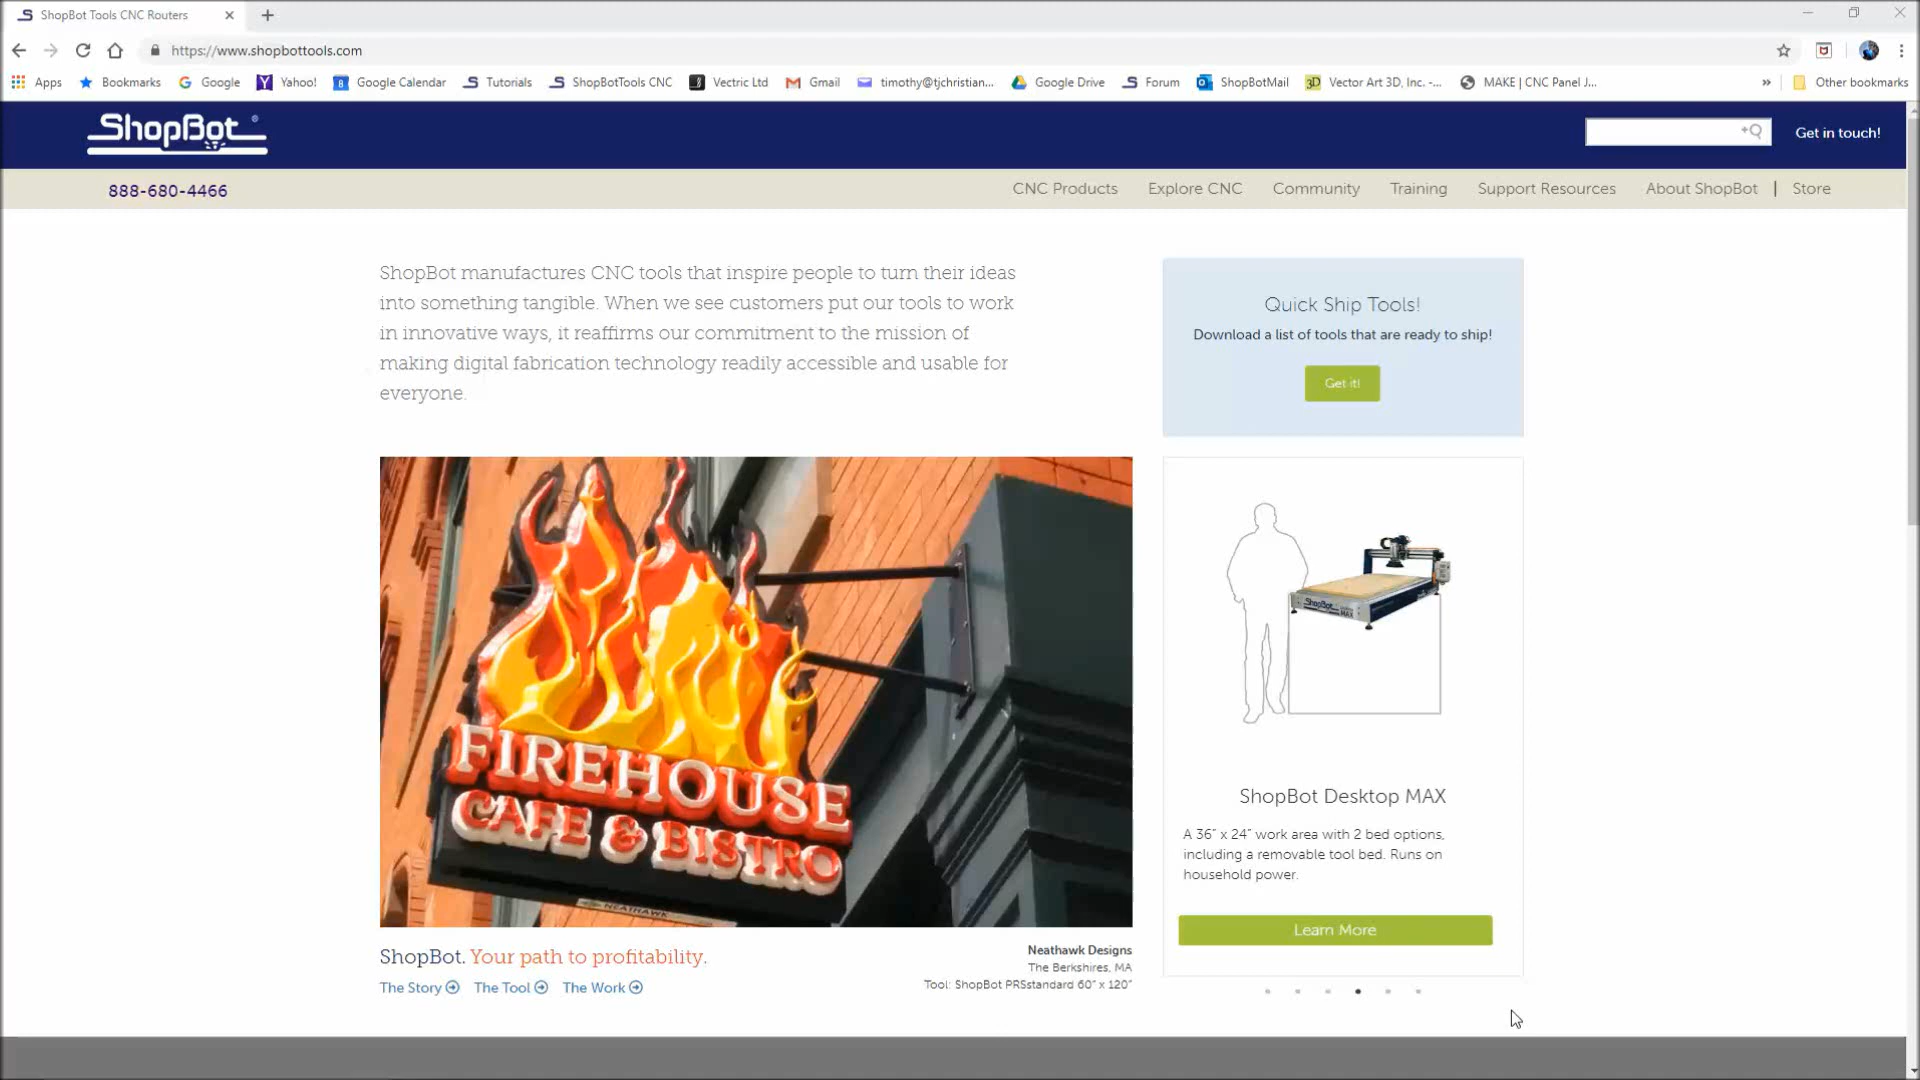 ShopBot Tools CNC Routers
https://www.shopbottools.com
Apps Bookmarks Google Yahoo! Google Calendar Tutorials ShopBotTools CNC Vectric Ltd Gmail timothy@tjchristian... Google Drive Forum ShopBotMail Vector Art 3D, Inc. -... MAKE | CNC Panel J... » Other bookmarks
ShopBot®
Get in touch!
888-680-4466
CNC Products Explore CNC Community Training Support Resources About ShopBot | Store
ShopBot manufactures CNC tools that inspire people to turn their ideas
into something tangible. When we see customers put our tools to work
in innovative ways, it reaffirms our commitment to the mission of
making digital fabrication technology readily accessible and usable for
everyone.
Quick Ship Tools!
Download a list of tools that are ready to ship!
Get it!
FIREHOUSE
CAFE & BISTRO
NEATHAWK
ShopBot. Your path to profitability.
The Story The Tool The Work
Neathawk Designs
The Berkshires, MA
Tool: ShopBot PRSstandard 60" x 120"
ShopBot
MAX
ShopBot Desktop MAX
A 36" x 24" work area with 2 bed options,
including a removable tool bed. Runs on
household power.
Learn More